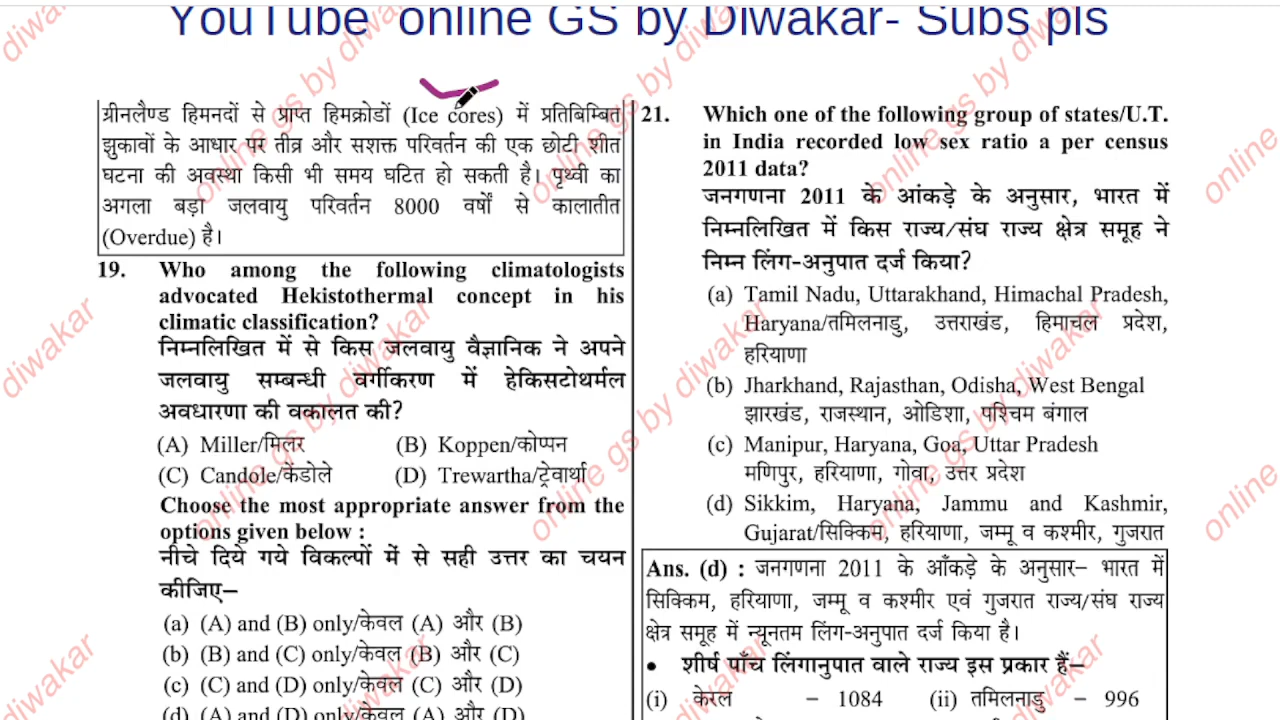 YouTube online GS by Diwakar- Subs pls
ग्रीनलैण्ड हिमनदों से प्राप्त हिमक्रोडों (Ice cores) में प्रतिबिम्बित
झुकावों के आधार पर तीव्र और सशक्त परिवर्तन की एक छोटी शीत
घटना की अवस्था किसी भी समय घटित हो सकती है। पृथ्वी का
अगला बड़ा जलवायु परिवर्तन 8000 वर्षों से कालातीत
(Overdue) है।
19. Who among the following climatologists
advocated Hekistothermal concept in his
climatic classification?
निम्नलिखित में से किस जलवायु वैज्ञानिक ने अपने
जलवायु सम्बन्धी वर्गीकरण में हेकिसटोथर्मल
अवधारणा की वकालत की?
(A) Miller/मिलर (B) Koppen/कोप्पन
(C) Candole/केंडोले (D) Trewartha/ट्रेवार्था
Choose the most appropriate answer from the
options given below :
नीचे दिये गये विकल्पों में से सही उत्तर का चयन
कीजिए–
(a) (A) and (B) only/केवल (A) और (B)
(b) (B) and (C) only/केवल (B) और (C)
(c) (C) and (D) only/केवल (C) और (D)
(d) (A) and (D) only/केवल (A) और (D)
21. Which one of the following group of states/U.T.
in India recorded low sex ratio a per census
2011 data?
जनगणना 2011 के आंकड़े के अनुसार, भारत में
निम्नलिखित में किस राज्य/संघ राज्य क्षेत्र समूह ने
निम्न लिंग-अनुपात दर्ज किया?
(a) Tamil Nadu, Uttarakhand, Himachal Pradesh,
Haryana/तमिलनाडु, उत्तराखंड, हिमाचल प्रदेश,
हरियाणा
(b) Jharkhand, Rajasthan, Odisha, West Bengal
झारखंड, राजस्थान, ओडिशा, पश्चिम बंगाल
(c) Manipur, Haryana, Goa, Uttar Pradesh
मणिपुर, हरियाणा, गोवा, उत्तर प्रदेश
(d) Sikkim, Haryana, Jammu and Kashmir,
Gujarat/सिक्किम, हरियाणा, जम्मू व कश्मीर, गुजरात
Ans. (d) : जनगणना 2011 के आँकड़े के अनुसार– भारत में
सिक्किम, हरियाणा, जम्मू व कश्मीर एवं गुजरात राज्य/संघ राज्य
क्षेत्र समूह में न्यूनतम लिंग-अनुपात दर्ज किया है।
• शीर्ष पाँच लिंगानुपात वाले राज्य इस प्रकार हैं–
(i) केरल – 1084 (ii) तमिलनाडु – 996
online gs by diwakar